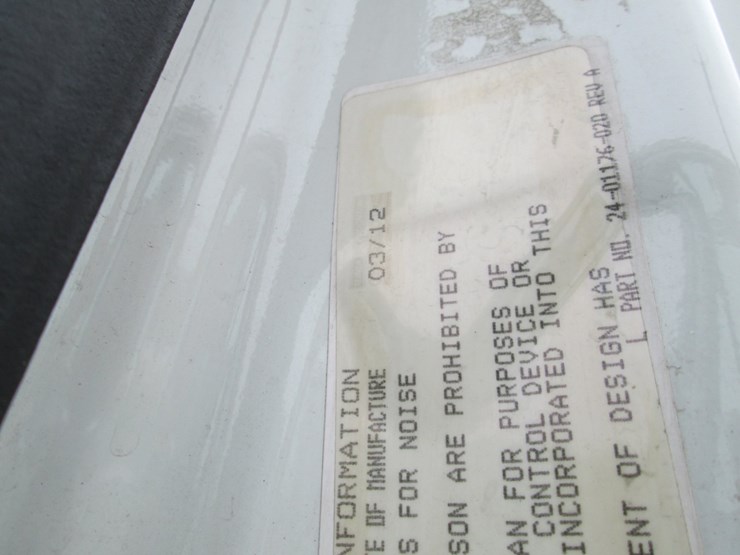 NFORMATION
E OF MANUFACTURE 03/12
S FOR NOISE
SON ARE PROHIBITED BY
AN FOR PURPOSES OF
CONTROL DEVICE OR
INCORPORATED INTO THIS
ENT OF DESIGN HAS
L PART NO. 24-01176-020 REV A